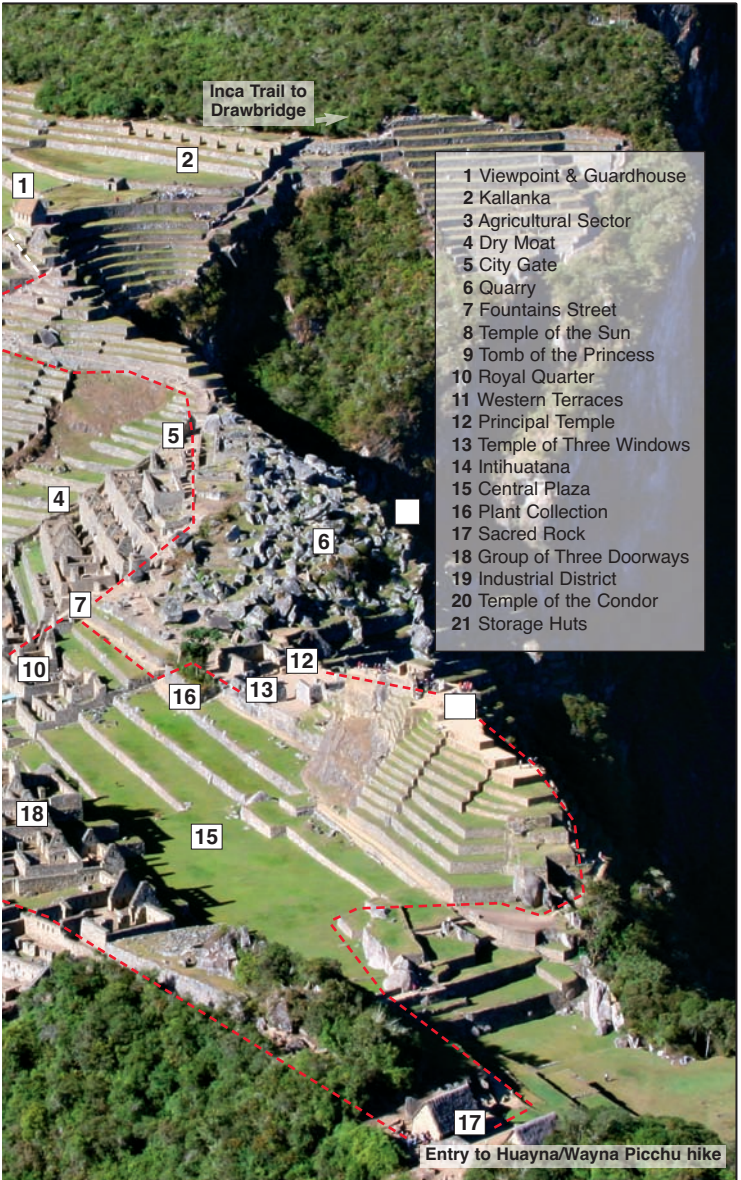 Inca Trail to
Drawbridge
2
1
1 Viewpoint & Guardhouse
2 Kallanka
3 Agricultural Sector
4 Dry Moat
5 City Gate
6 Quarry
7 Fountains Street
8 Temple of the Sun
9 Tomb of the Princess
10 Royal Quarter
11 Western Terraces
12 Principal Temple
13 Temple of Three Windows
14 Intihuatana
15 Central Plaza
16 Plant Collection
17 Sacred Rock
18 Group of Three Doorways
19 Industrial District
20 Temple of the Condor
21 Storage Huts
5
4
6
7
12
10
16
13
18
15
17
Entry to Huayna/Wayna Picchu hike